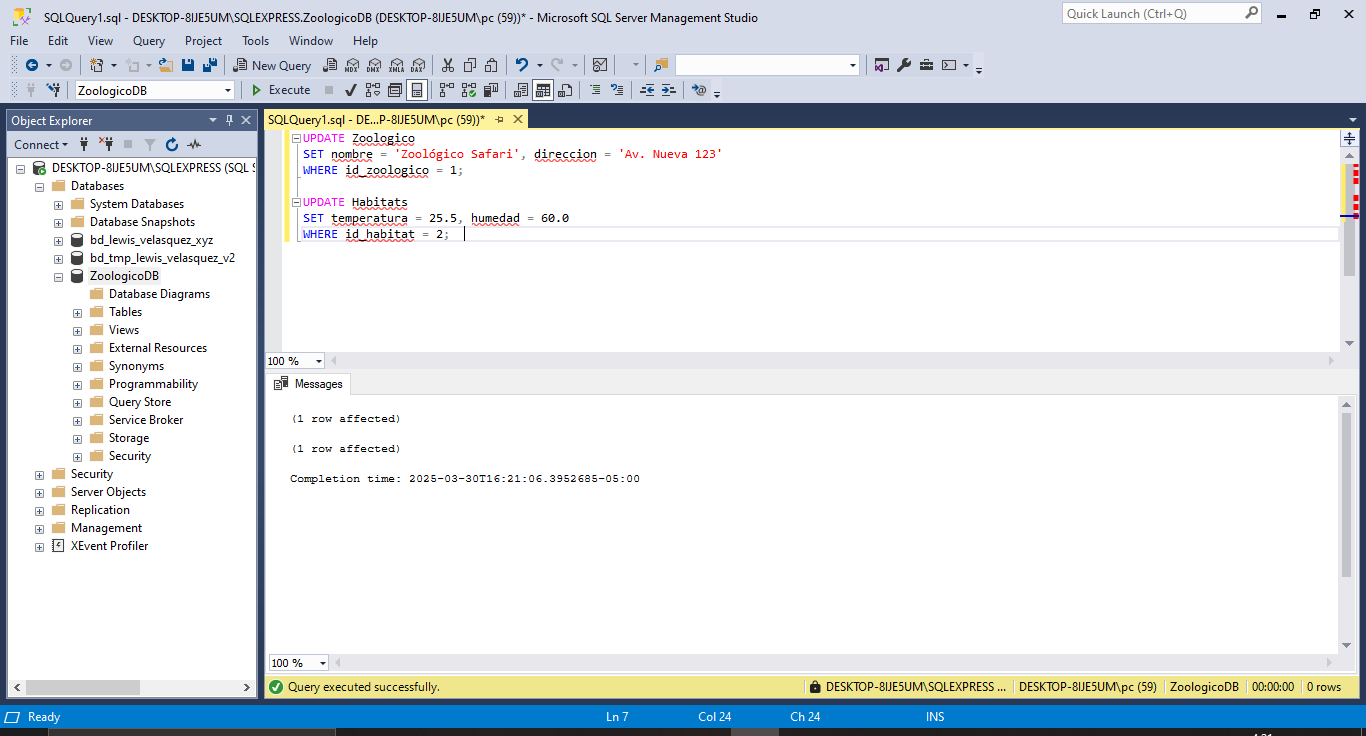 SQLQuery1.sql - DESKTOP-8IJE5UM\SQLEXPRESS.ZoologicoDB (DESKTOP-8IJE5UM\pc (59))* - Microsoft SQL Server Management Studio
Quick Launch (Ctrl+Q)
File Edit View Query Project Tools Window Help
New Query MDX DMX XMLA DAX
ZoologicoDB Execute
Object Explorer
Connect
DESKTOP-8IJE5UM\SQLEXPRESS (SQL S
Databases
System Databases
Database Snapshots
bd_lewis_velasquez_xyz
bd_tmp_lewis_velasquez_v2
ZoologicoDB
Database Diagrams
Tables
Views
External Resources
Synonyms
Programmability
Query Store
Service Broker
Storage
Security
Security
Server Objects
Replication
Management
XEvent Profiler
SQLQuery1.sql - DE...P-8IJE5UM\pc (59))*
UPDATE Zoologico
SET nombre = 'Zoológico Safari', direccion = 'Av. Nueva 123'
WHERE id_zoologico = 1;
UPDATE Habitats
SET temperatura = 25.5, humedad = 60.0
WHERE id_habitat = 2;
100 %
Messages
(1 row affected)
(1 row affected)
Completion time: 2025-03-30T16:21:06.3952685-05:00
100 %
Query executed successfully. DESKTOP-8IJE5UM\SQLEXPRESS ... DESKTOP-8IJE5UM\pc (59) ZoologicoDB 00:00:00 0 rows
Ready Ln 7 Col 24 Ch 24 INS